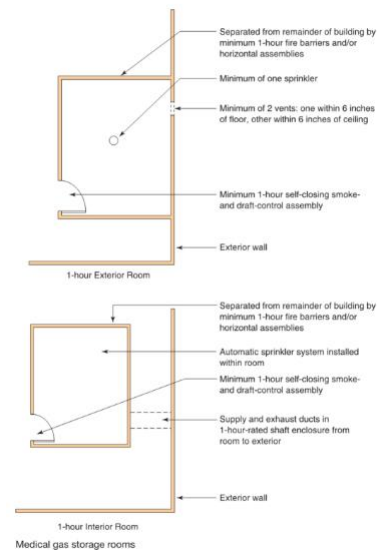 Separated from remainder of building by
minimum 1-hour fire barriers and/or
horizontal assemblies
Minimum of one sprinkler
Minimum of 2 vents: one within 6 inches
of floor, other within 6 inches of ceiling
Minimum 1-hour self-closing smoke-
and draft-control assembly
Exterior wall
1-hour Exterior Room
Separated from remainder of building by
minimum 1-hour fire barriers and/or
horizontal assemblies
Automatic sprinkler system installed
within room
Minimum 1-hour self-closing smoke-
and draft-control assembly
Supply and exhaust ducts in
1-hour-rated shaft enclosure from
room to exterior
Exterior wall
1-hour Interior Room
Medical gas storage rooms